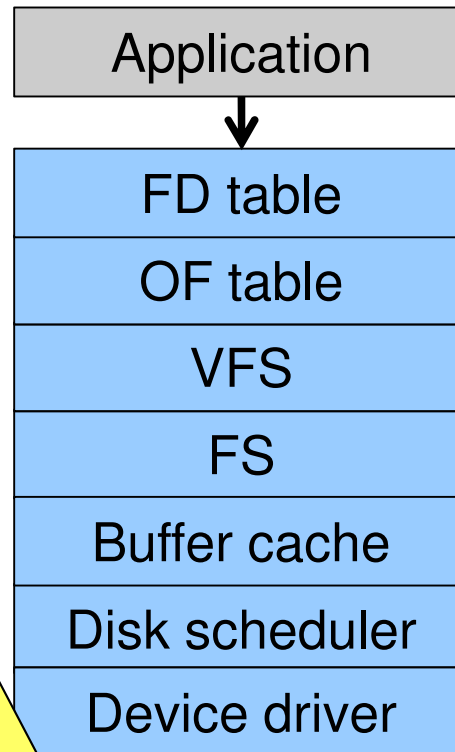 Application
FD table
OF table
VFS
FS
Buffer cache
Disk scheduler
Device driver